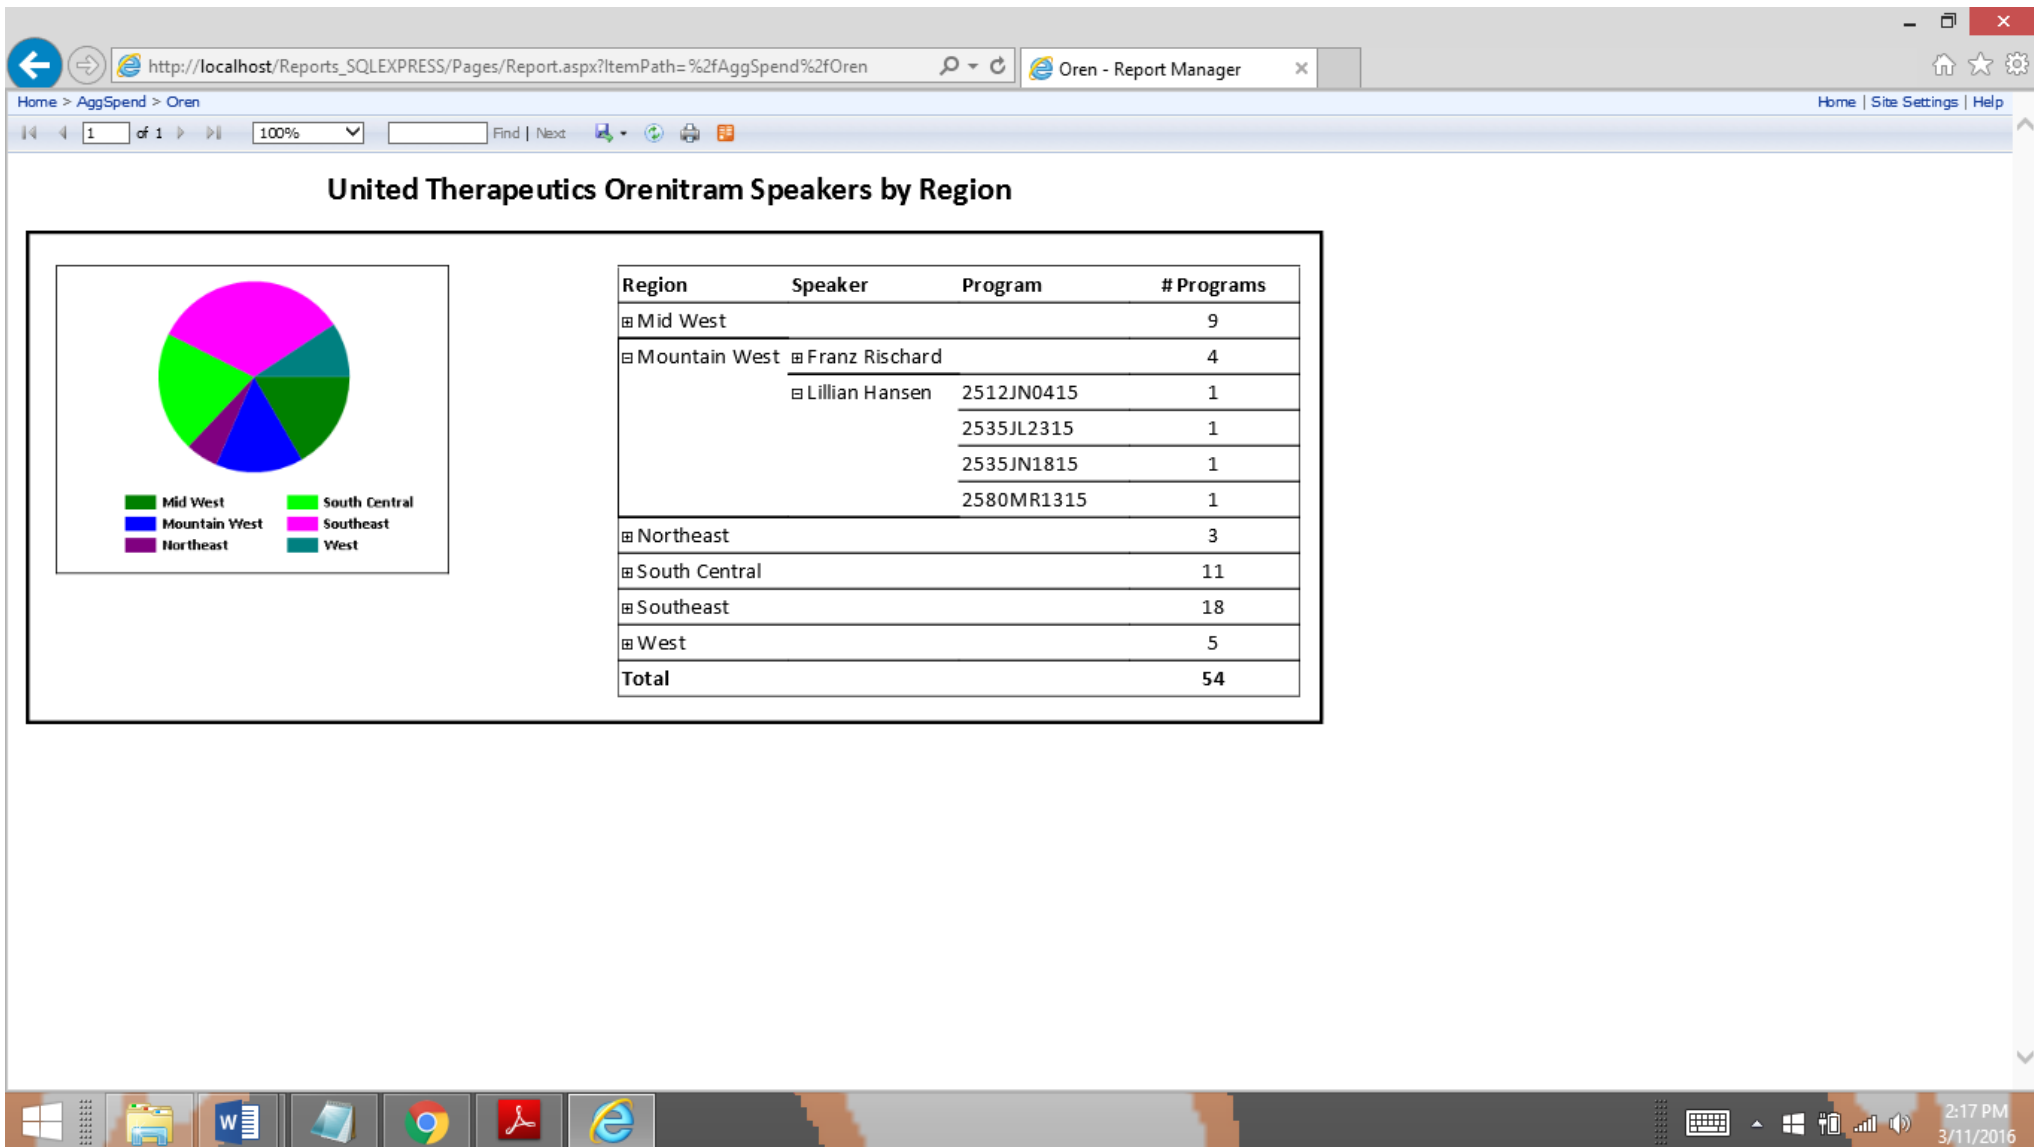 http://localhost/Reports_SQLEXPRESS/Pages/Report.aspx?ItemPath=%2fAggSpend%2fOren
Oren - Report Manager
Home > AggSpend > Oren
Home | Site Settings | Help
1 of 1 100% Find | Next
United Therapeutics Orenitram Speakers by Region
Mid West South Central
Mountain West Southeast
Northeast West
Region Speaker Program # Programs
Mid West 9
Mountain West Franz Rischard 4
Lillian Hansen 2512JN0415 1
2535JL2315 1
2535JN1815 1
2580MR1315 1
Northeast 3
South Central 11
Southeast 18
West 5
Total 54
2:17 PM
3/11/2016